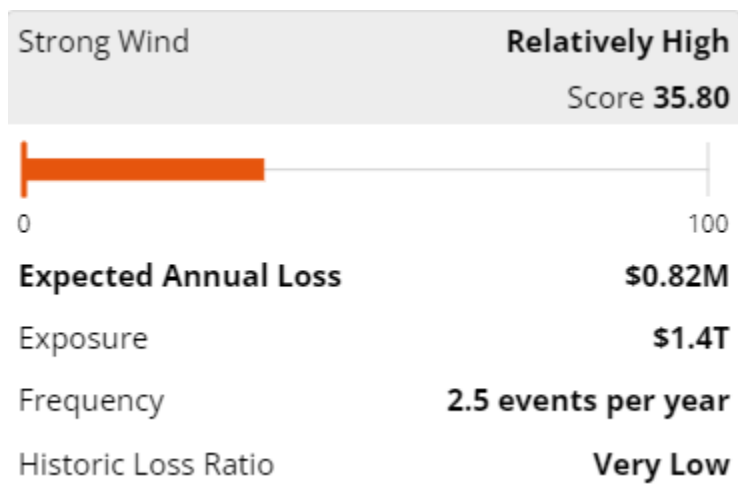 Strong Wind Relatively High
Score 35.80
0 100
Expected Annual Loss $0.82M
Exposure $1.4T
Frequency 2.5 events per year
Historic Loss Ratio Very Low